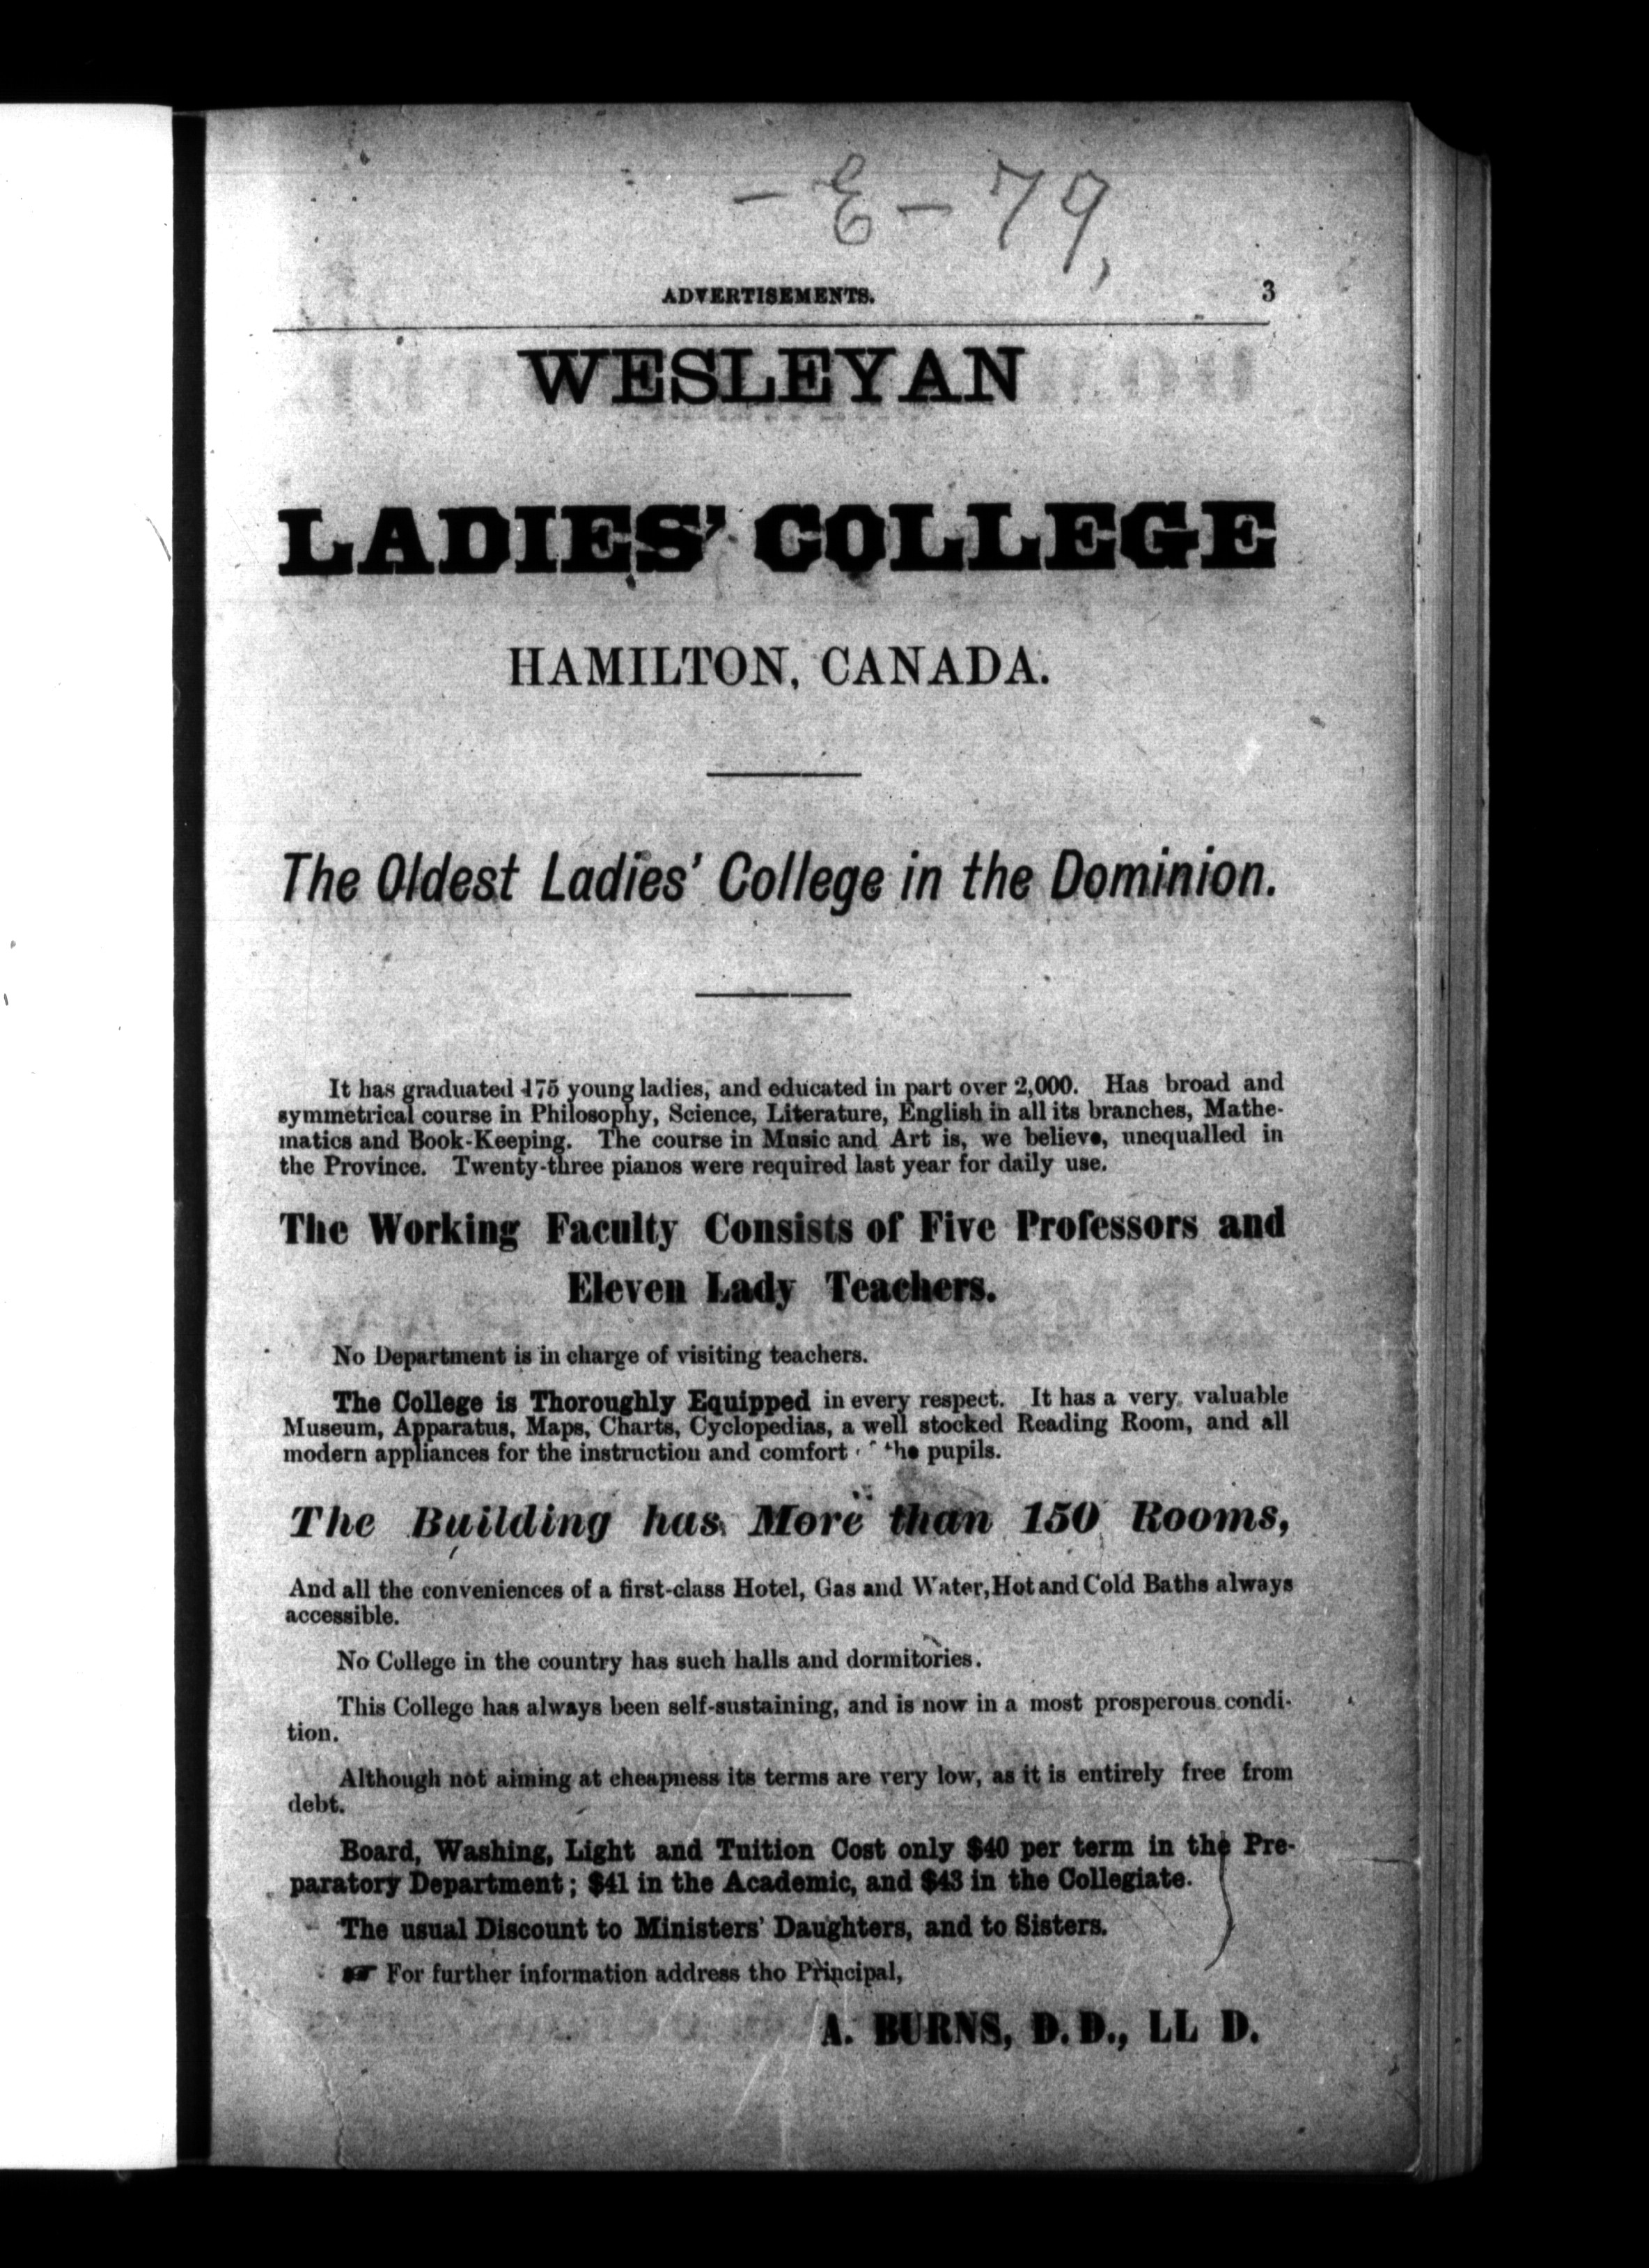 - E - 79,
ADVERTISEMENTS. 3
WESLEYAN
LADIES' COLLEGE
HAMILTON, CANADA.
The Oldest Ladies' College in the Dominion.
It has graduated 175 young ladies, and educated in part over 2,000. Has broad and
symmetrical course in Philosophy, Science, Literature, English in all its branches, Mathe-
matics and Book-Keeping. The course in Music and Art is, we believe, unequalled in
the Province. Twenty-three pianos were required last year for daily use.
The Working Faculty Consists of Five Professors and
Eleven Lady Teachers.
No Department is in charge of visiting teachers.
The College is Thoroughly Equipped in every respect. It has a very valuable
Museum, Apparatus, Maps, Charts, Cyclopedias, a well stocked Reading Room, and all
modern appliances for the instruction and comfort the pupils.
The Building has More than 150 Rooms,
And all the conveniences of a first-class Hotel, Gas and Water, Hot and Cold Baths always
accessible.
No College in the country has such halls and dormitories.
This College has always been self-sustaining, and is now in a most prosperous condi-
tion.
Although not aiming at cheapness its terms are very low, as it is entirely free from
debt.
Board, Washing, Light and Tuition Cost only $40 per term in the Pre-
paratory Department; $41 in the Academic, and $43 in the Collegiate.
The usual Discount to Ministers' Daughters, and to Sisters.
☞ For further information address the Principal,
A. BURNS, D. D., LL D.